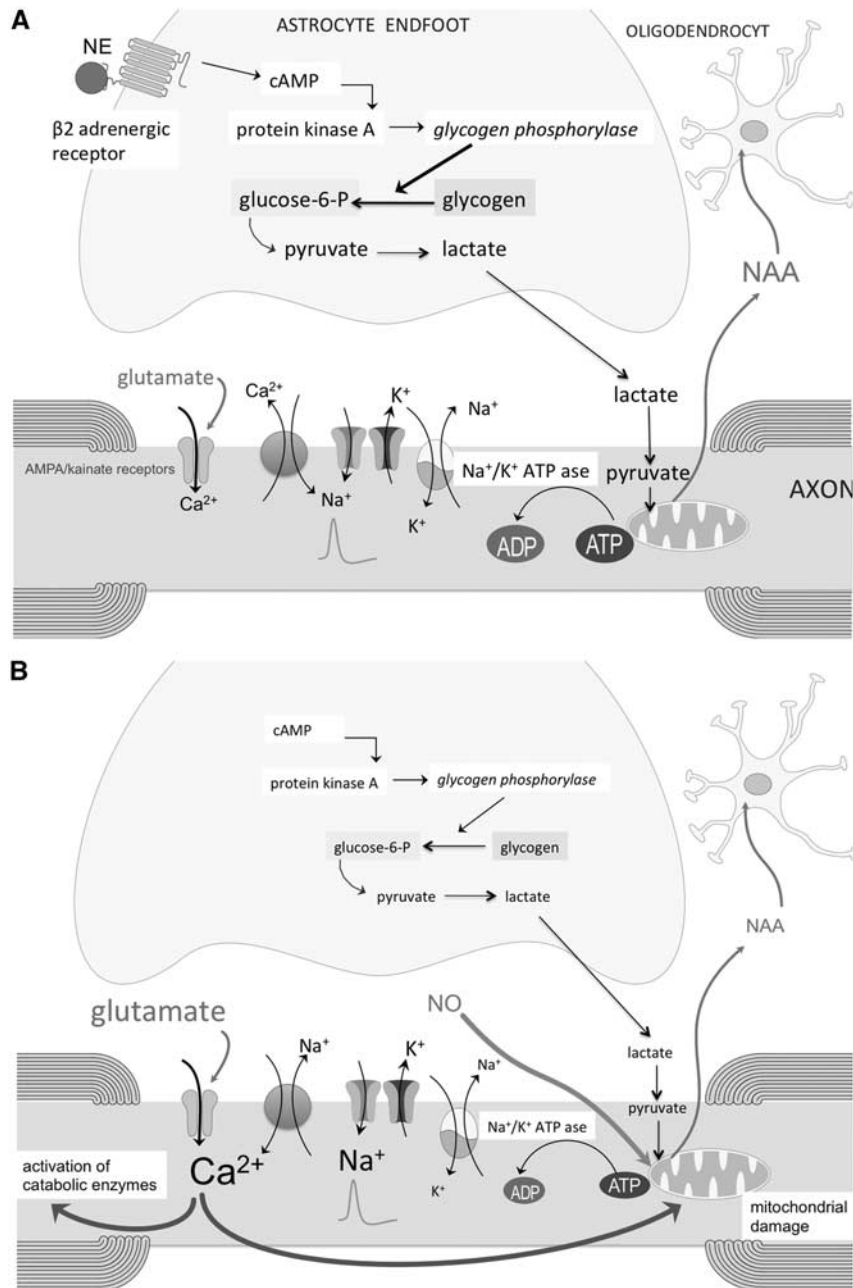 A
ASTROCYTE ENDFOOT
OLIGODENDROCYT
NE
cAMP
β2 adrenergic
receptor
protein kinase A
glycogen phosphorylase
glucose-6-P
glycogen
pyruvate
lactate
NAA
glutamate
Ca²⁺
K⁺
Na⁺
lactate
AMPA/kainate receptors
Na⁺/K⁺ ATP ase
pyruvate
AXON
Ca²⁺
Na⁺
K⁺
ADP
ATP
B
cAMP
protein kinase A
glycogen phosphorylase
glucose-6-P
glycogen
pyruvate
lactate
NAA
glutamate
NO
Na⁺
K⁺
Na⁺
lactate
pyruvate
Na⁺/K⁺ ATP ase
activation of
catabolic enzymes
Ca²⁺
Na⁺
K⁺
ADP
ATP
mitochondrial
damage